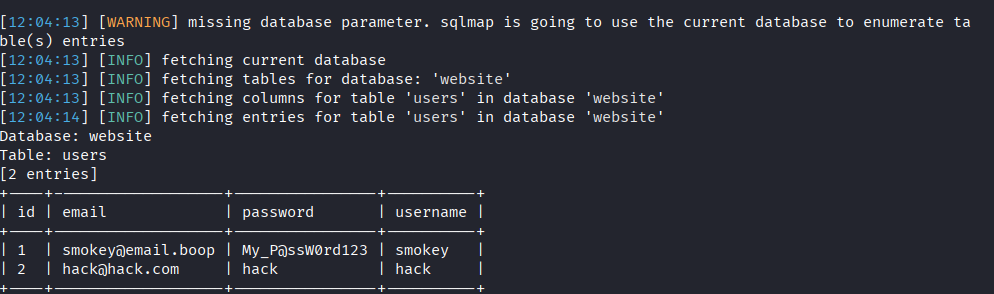 [12:04:13] [WARNING] missing database parameter. sqlmap is going to use the current database to enumerate ta
ble(s) entries
[12:04:13] [INFO] fetching current database
[12:04:13] [INFO] fetching tables for database: 'website'
[12:04:13] [INFO] fetching columns for table 'users' in database 'website'
[12:04:14] [INFO] fetching entries for table 'users' in database 'website'
Database: website
Table: users
[2 entries]
+----+-------------------+----------------+----------+
| id | email             | password       | username |
+----+-------------------+----------------+----------+
| 1  | smokey@email.boop | My_P@ssW0rd123 | smokey   |
| 2  | hack@hack.com     | hack           | hack     |
+----+-------------------+----------------+----------+